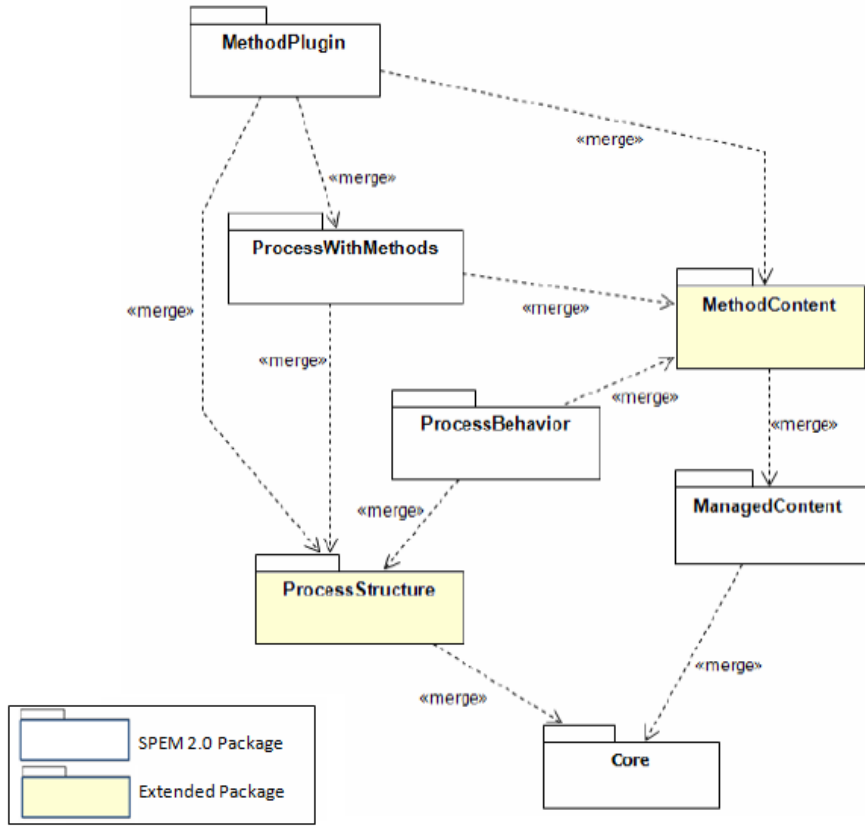 MethodPlugin
«merge»
«merge»
ProcessWithMethods
«merge»
MethodContent
«merge»
«merge»
«merge»
ProcessBehavior
«merge»
«merge»
ManagedContent
«merge»
ProcessStructure
«merge»
«merge»
SPEM 2.0 Package
Core
Extended Package